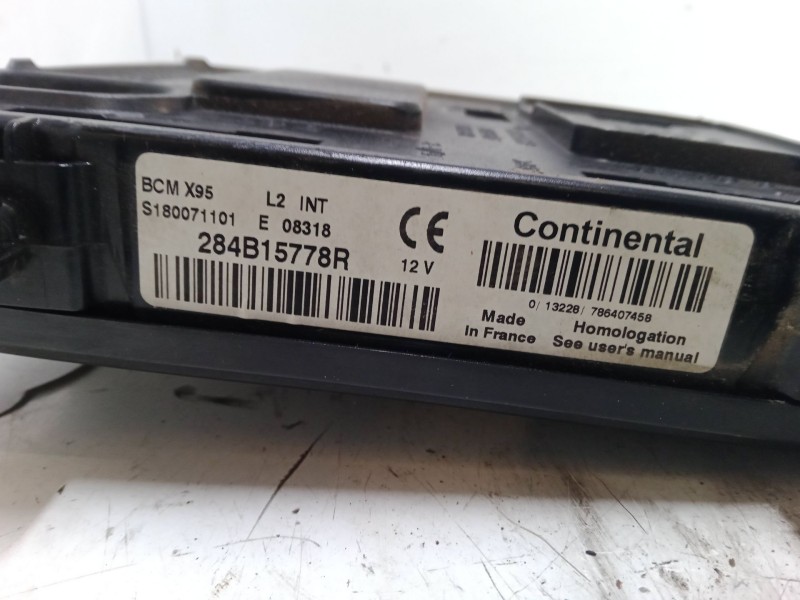 BCM X95 L2 INT
S180071101 E 08318
284B15778R
CE
12 V
Continental
0/ 13228/ 786407458
Made in France
Homologation
See user's manual